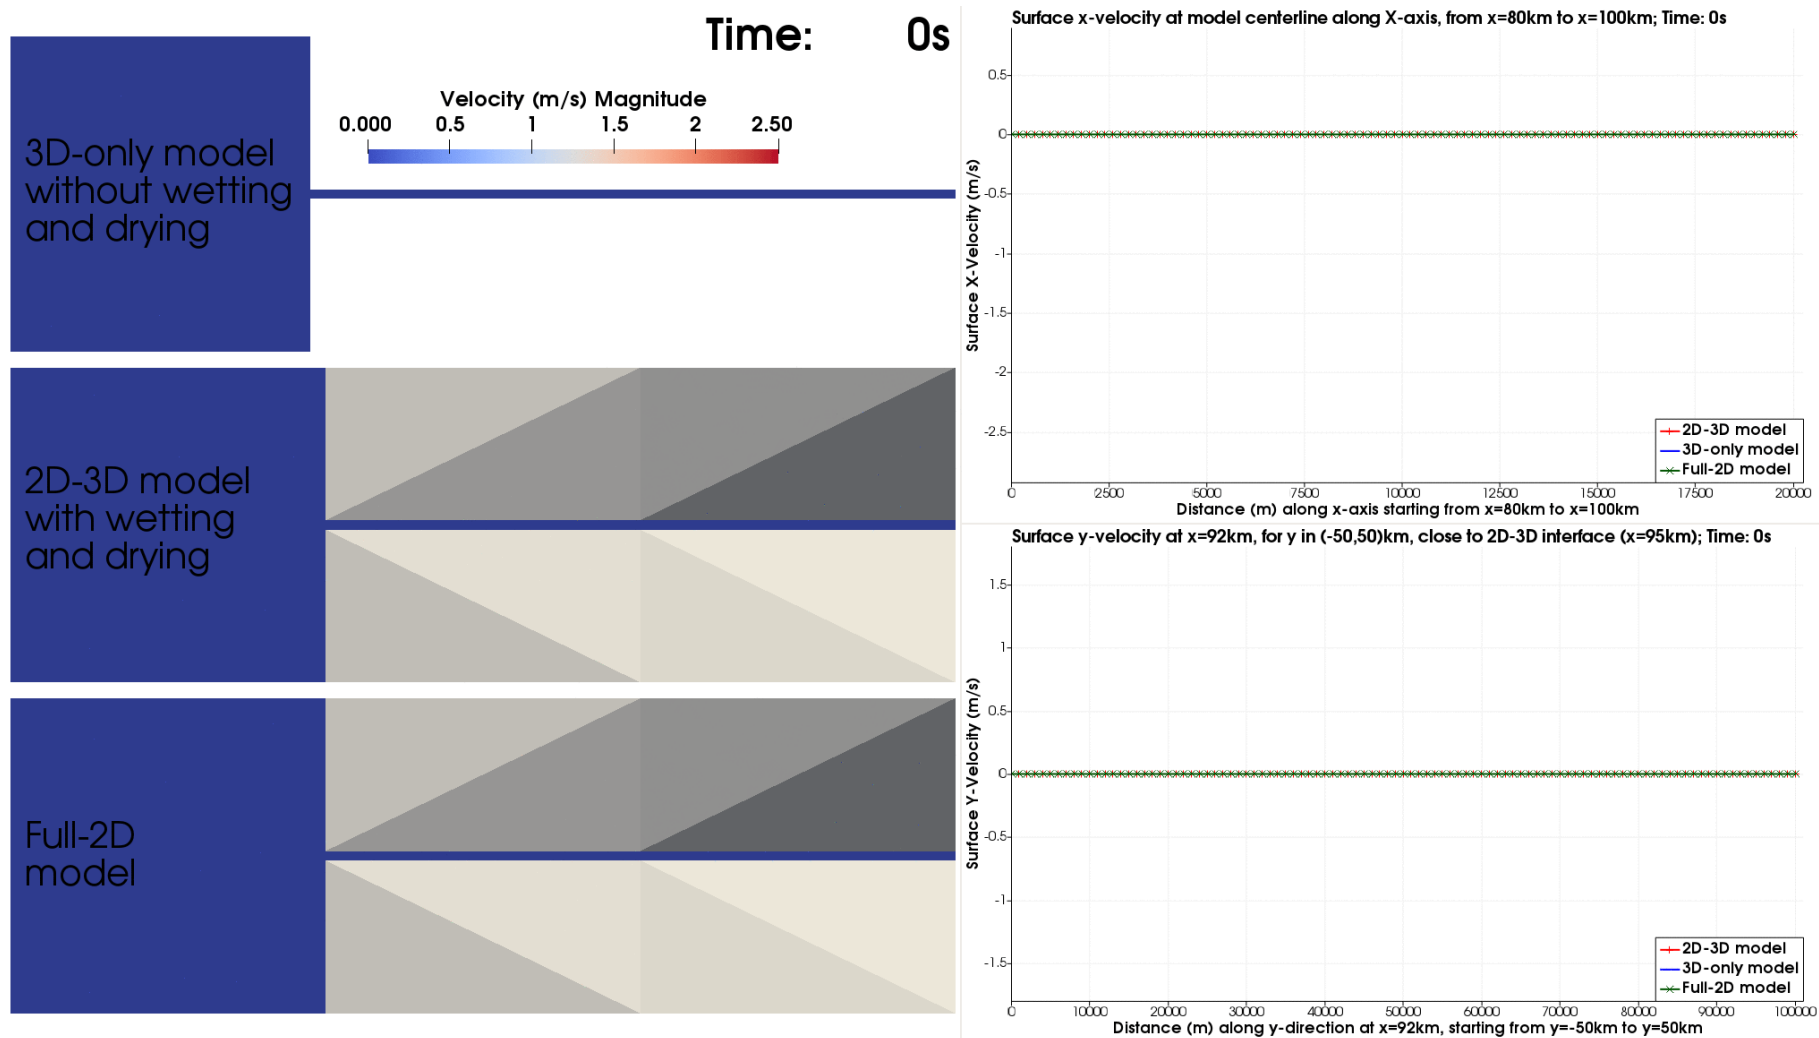 Time: 0s
Velocity (m/s) Magnitude
0.000 0.5 1 1.5 2 2.50
3D-only model
without wetting
and drying
2D-3D model
with wetting
and drying
Full-2D
model
Surface x-velocity at model centerline along X-axis, from x=80km to x=100km; Time: 0s
Surface X-Velocity (m/s)
0.5
0
-0.5
-1
-1.5
-2
-2.5
2D-3D model
3D-only model
Full-2D model
0 2500 5000 7500 10000 12500 15000 17500 20000
Distance (m) along x-axis starting from x=80km to x=100km
Surface y-velocity at x=92km, for y in (-50,50)km, close to 2D-3D interface (x=95km); Time: 0s
Surface Y-Velocity (m/s)
1.5
1
0.5
0
-0.5
-1
-1.5
2D-3D model
3D-only model
Full-2D model
0 10000 20000 30000 40000 50000 60000 70000 80000 90000 100000
Distance (m) along y-direction at x=92km, starting from y=-50km to y=50km